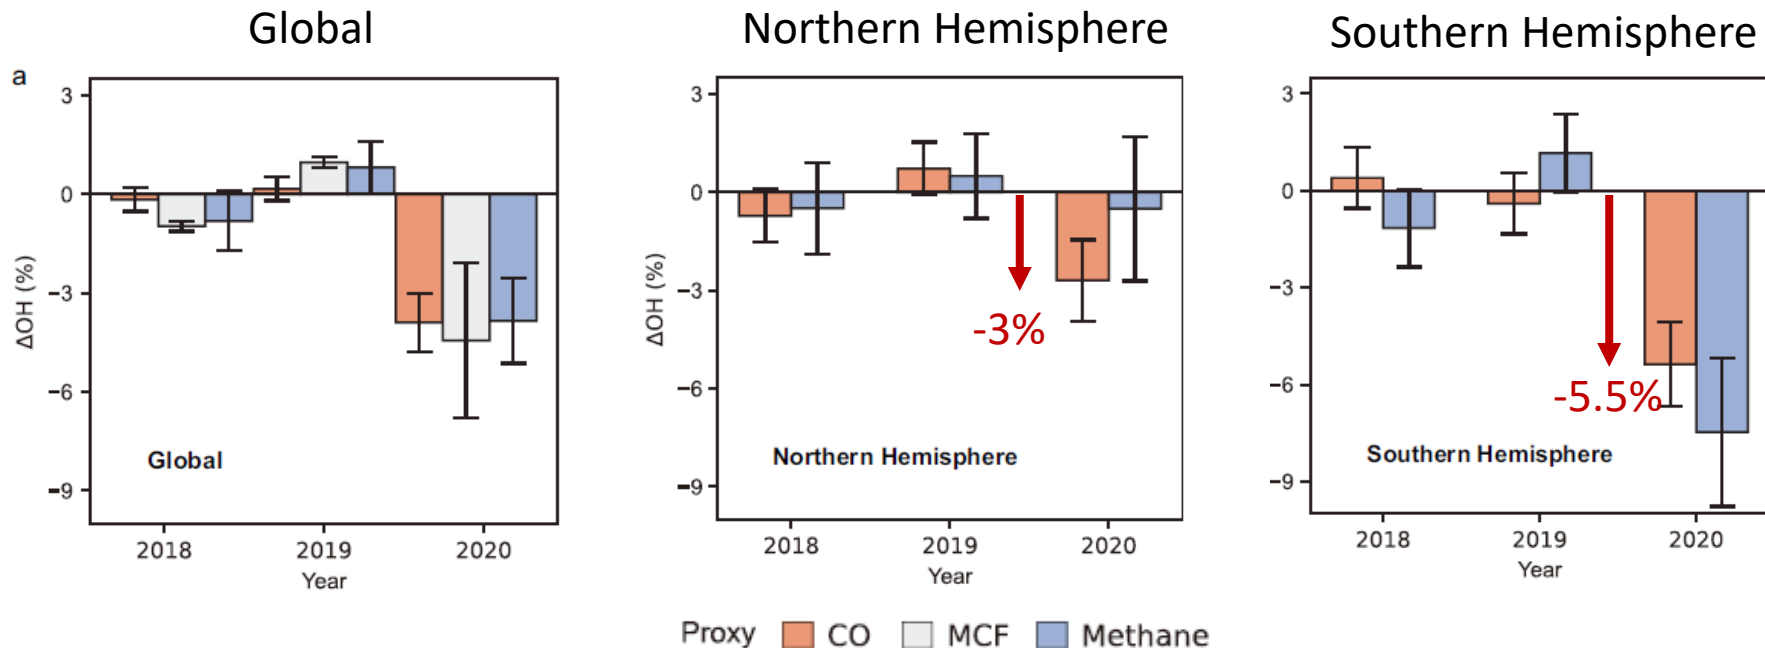 Global
Northern Hemisphere
Southern Hemisphere
a
3
0
−3
−6
−9
ΔOH (%)
Global
2018
2019
2020
Year
3
0
−3
−6
−9
ΔOH (%)
-3%
Northern Hemisphere
2018
2019
2020
Year
3
0
−3
−6
−9
-5.5%
Southern Hemisphere
2018
2019
2020
Year
Proxy CO MCF Methane